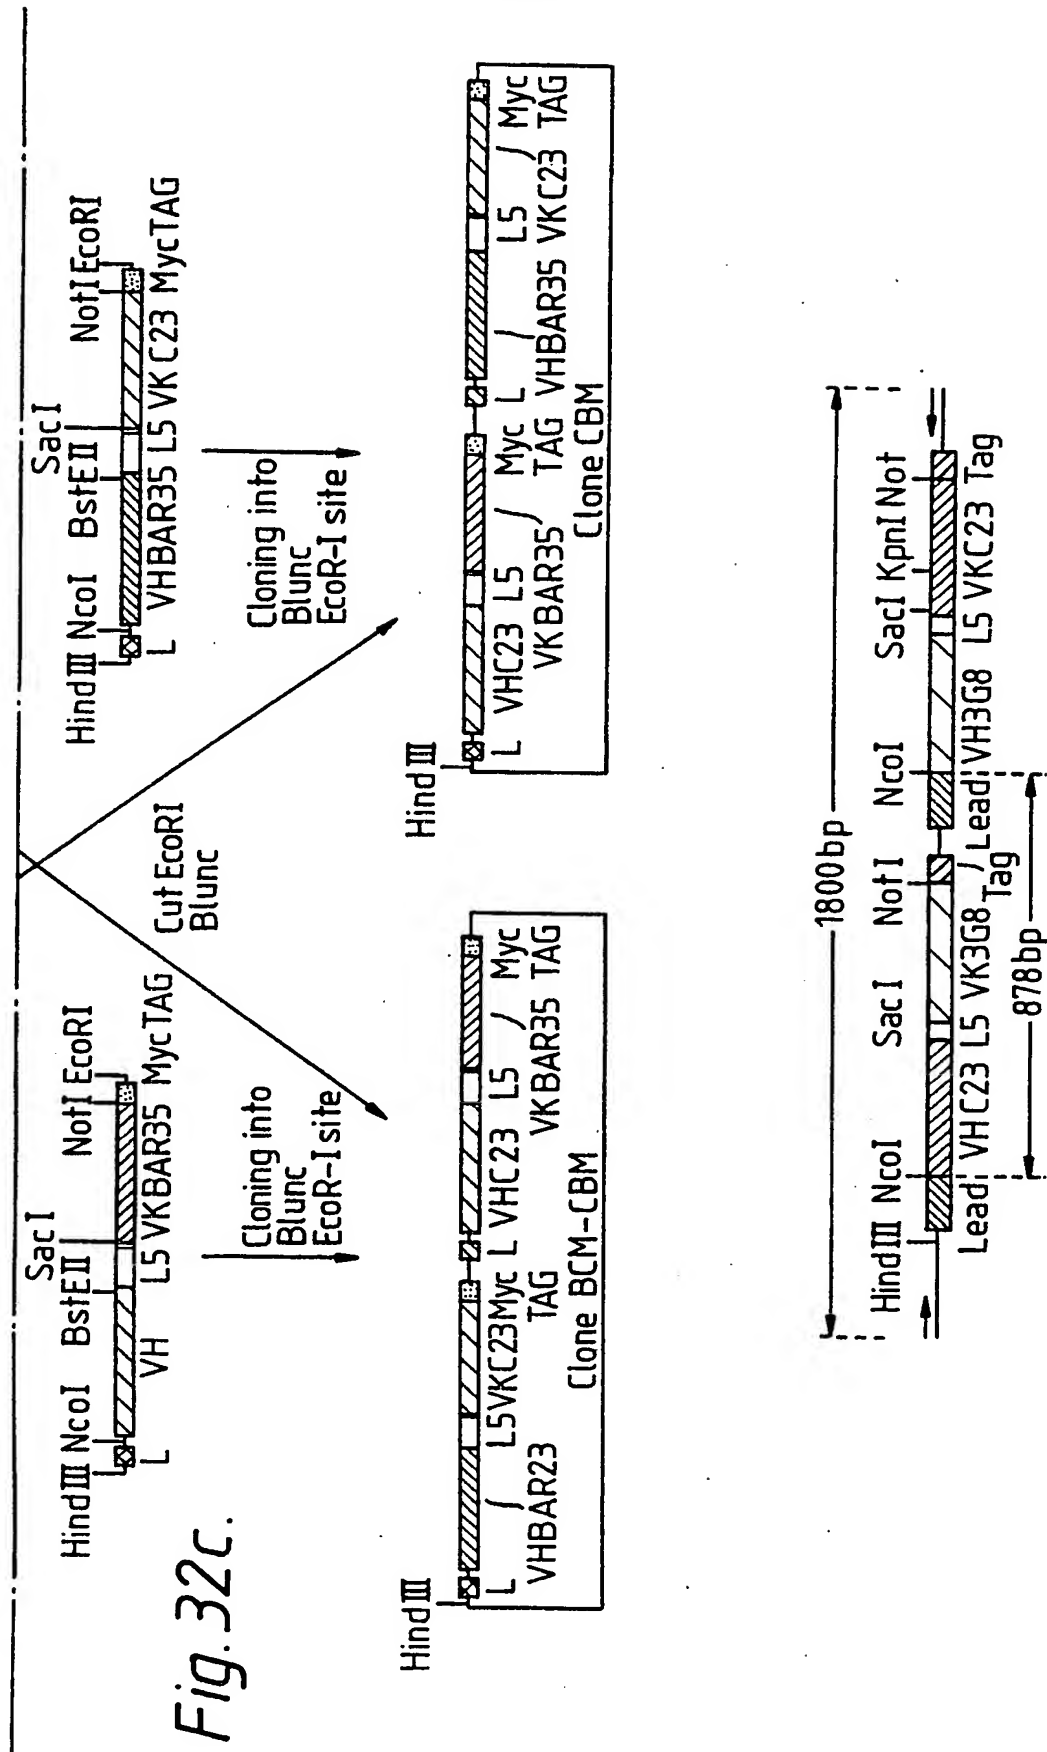 Fig.32c.
HindIII NcoI BstEII SacI NotI EcoRI
L VH L5 VKBAR35 MycTAG
HindIII NcoI BstEII SacI NotI EcoRI
L VHBAR35 L5 VKC23 MycTAG
Cloning into
Blunc
EcoR-I site
Cut EcoRI
Blunc
Cloning into
Blunc
EcoR-I site
HindIII
L L5VKC23Myc L VHC23 L5 Myc
VHBAR23 TAG VKBAR35 TAG
Clone BCM-CBM
HindIII
L VHC23 L5 Myc L L5 Myc
VKBAR35 TAG VHBAR35 VKC23 TAG
Clone CBM
1800bp
HindIII NcoI SacI NotI NcoI SacI KpnI Not
Lead VHC23 L5 VK3G8 Lead VH3G8 L5 VKC23 Tag
Tag
878bp